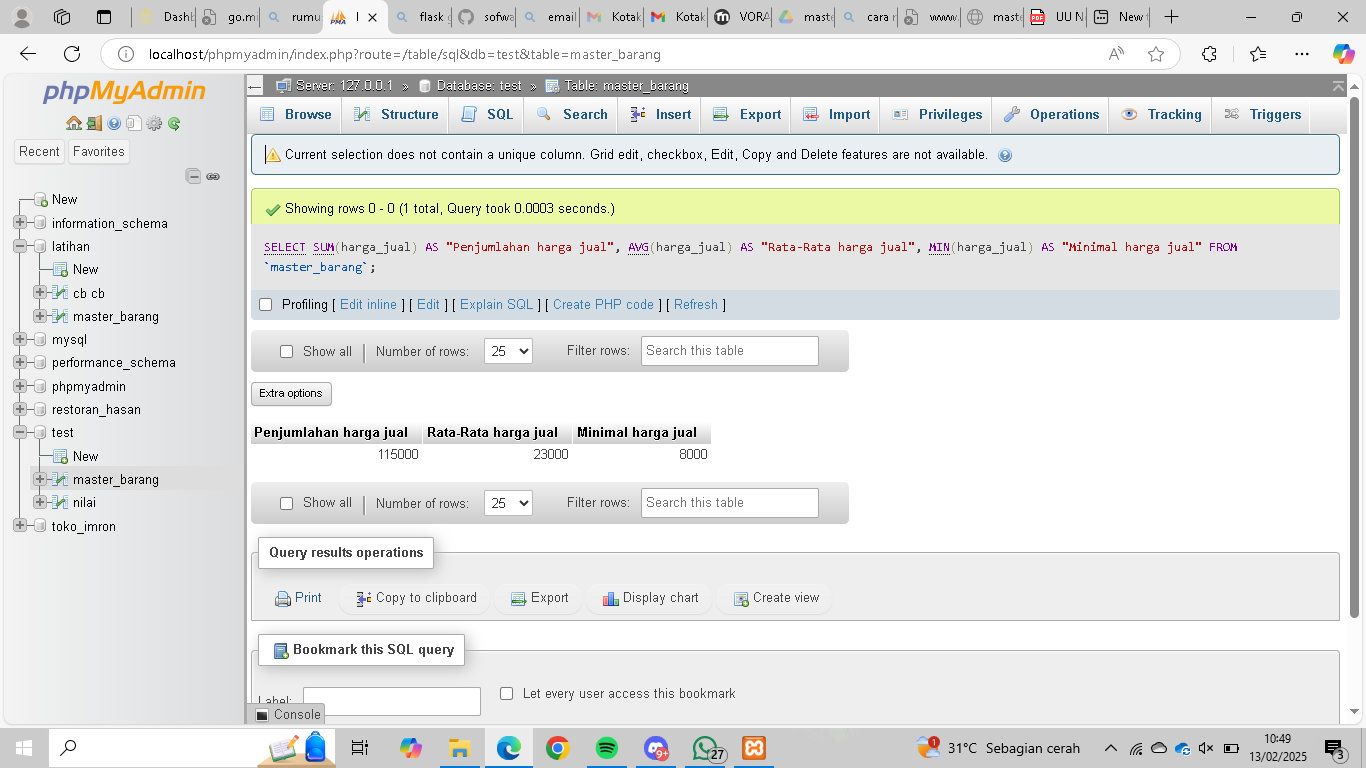 Dashb
go.m
rumu
l
flask
sofwa
email
Kotak
Kotak
VORA
maste
cara r
www.
maste
UU N
New t
localhost/phpmyadmin/index.php?route=/table/sql&db=test&table=master_barang
phpMyAdmin
Recent Favorites
New
information_schema
latihan
New
cb cb
master_barang
mysql
performance_schema
phpmyadmin
restoran_hasan
test
New
master_barang
nilai
toko_imron
Server: 127.0.0.1 » Database: test » Table: master_barang
Browse Structure SQL Search Insert Export Import Privileges Operations Tracking Triggers
Current selection does not contain a unique column. Grid edit, checkbox, Edit, Copy and Delete features are not available.
Showing rows 0 - 0 (1 total, Query took 0.0003 seconds.)
SELECT SUM(harga_jual) AS "Penjumlahan harga jual", AVG(harga_jual) AS "Rata-Rata harga jual", MIN(harga_jual) AS "Minimal harga jual" FROM
`master_barang`;
Profiling [ Edit inline ] [ Edit ] [ Explain SQL ] [ Create PHP code ] [ Refresh ]
Show all Number of rows: 25 Filter rows: Search this table
Extra options
Penjumlahan harga jual Rata-Rata harga jual Minimal harga jual
115000 23000 8000
Show all Number of rows: 25 Filter rows: Search this table
Query results operations
Print Copy to clipboard Export Display chart Create view
Bookmark this SQL query
Label: Let every user access this bookmark
Console
9+
27
31°C Sebagian cerah
10:49
13/02/2025
3